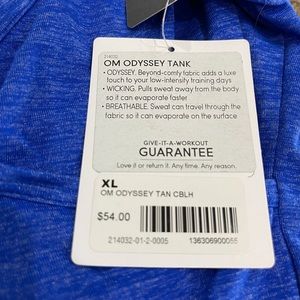 214032
OM ODYSSEY TANK
• ODYSSEY. Beyond-comfy fabric adds a luxe
touch to your low-intensity training days
• WICKING. Pulls sweat away from the body
so it can evaporate faster
• BREATHABLE. Sweat can travel through the
fabric so it can evaporate on the surface
GIVE-IT-A-WORKOUT
GUARANTEE
Love it or return it. Any time. Any reason.
XL
OM ODYSSEY TAN CBLH
$54.00
214032-01-2-0005
136306900055